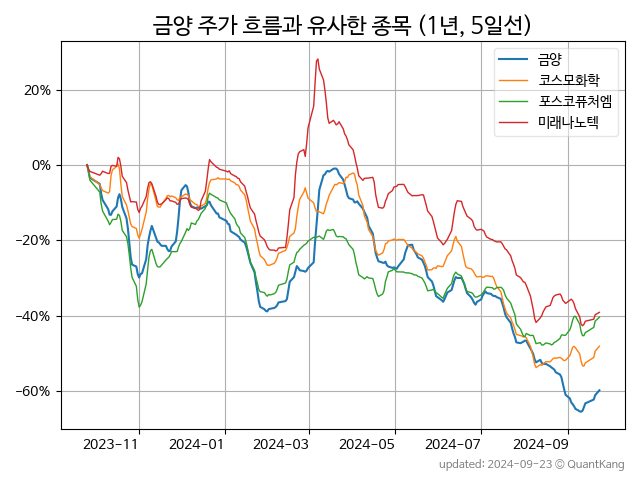 금양 주가 흐름과 유사한 종목 (1년, 5일선)
금양
코스모화학
포스코퓨처엠
미래나노텍
20%
0%
−20%
−40%
−60%
2023-11 2024-01 2024-03 2024-05 2024-07 2024-09
updated: 2024-09-23 © QuantKang